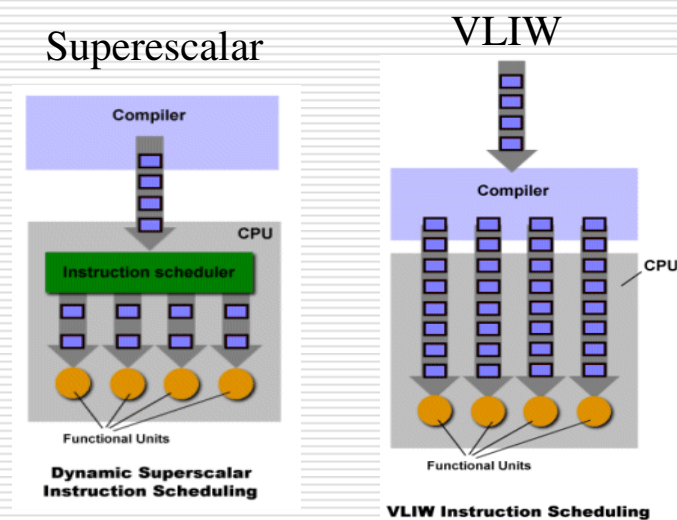 Superescalar
Compiler
CPU
Instruction scheduler
Functional Units
Dynamic Superscalar
Instruction Scheduling
VLIW
Compiler
CPU
Functional Units
VLIW Instruction Scheduling